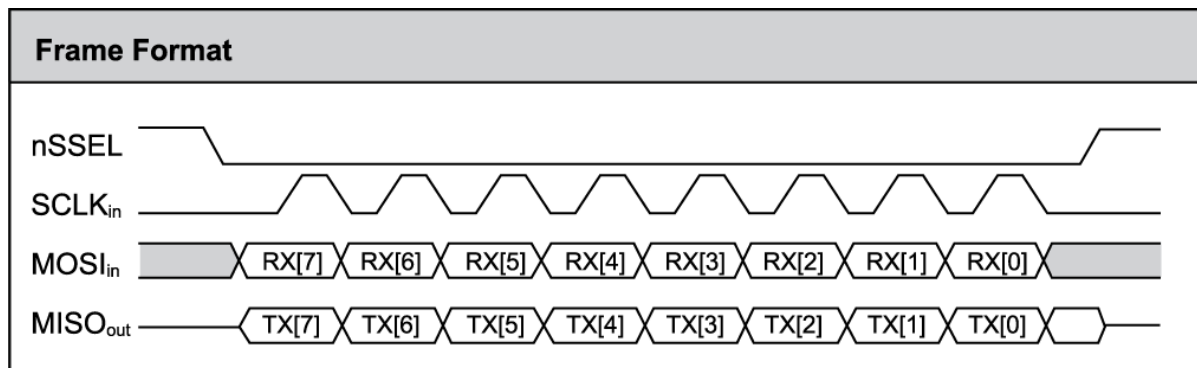 Frame Format
nSSEL
SCLKin
MOSIin RX[7] RX[6] RX[5] RX[4] RX[3] RX[2] RX[1] RX[0]
MISOout TX[7] TX[6] TX[5] TX[4] TX[3] TX[2] TX[1] TX[0]